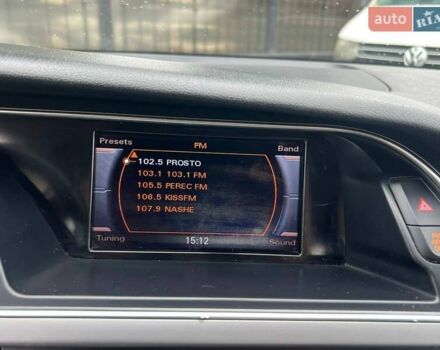 auto RIA
Presets FM Band
102.5 PROSTO
103.1 103.1 FM
105.5 PEREC FM
106.5 KISSFM
107.9 NASHE
Tuning 15:12 Sound